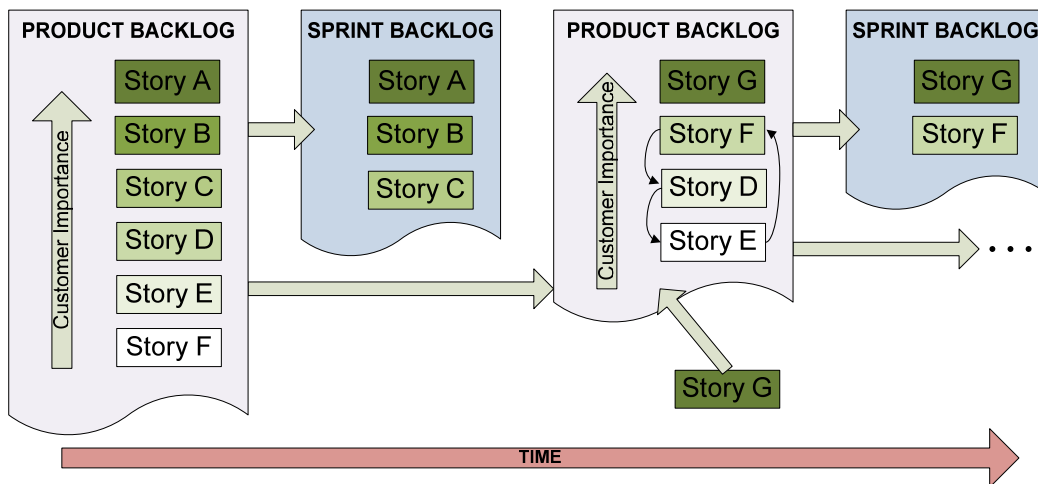 PRODUCT BACKLOG
Story A
Story B
Story C
Story D
Story E
Story F
Customer Importance
SPRINT BACKLOG
Story A
Story B
Story C
PRODUCT BACKLOG
Story G
Story F
Story D
Story E
Customer Importance
Story G
SPRINT BACKLOG
Story G
Story F
...
TIME